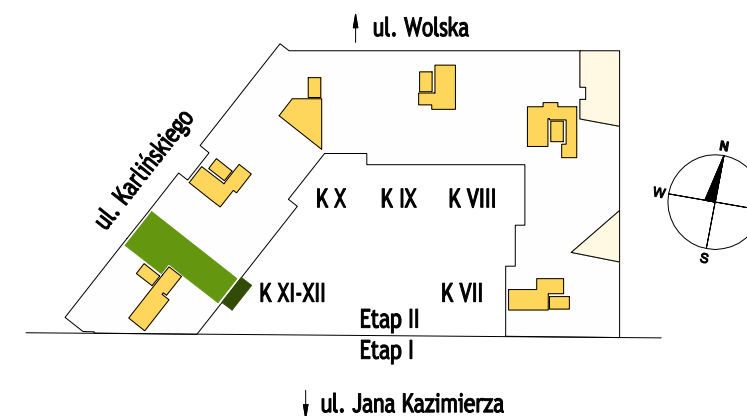 ul. Wolska
ul. Karlińskiego
N
W
S
K X K IX K VIII
K XI-XII K VII
Etap II
Etap I
ul. Jana Kazimierza